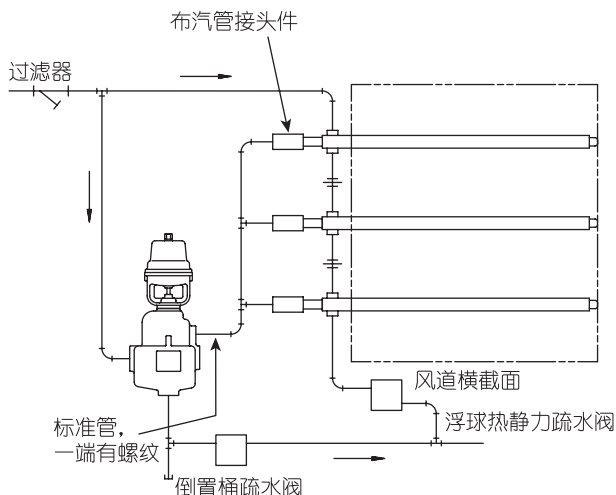 布汽管接头件
过滤器
风道横截面
浮球热静力疏水阀
标准管，
一端有螺纹
倒置桶疏水阀